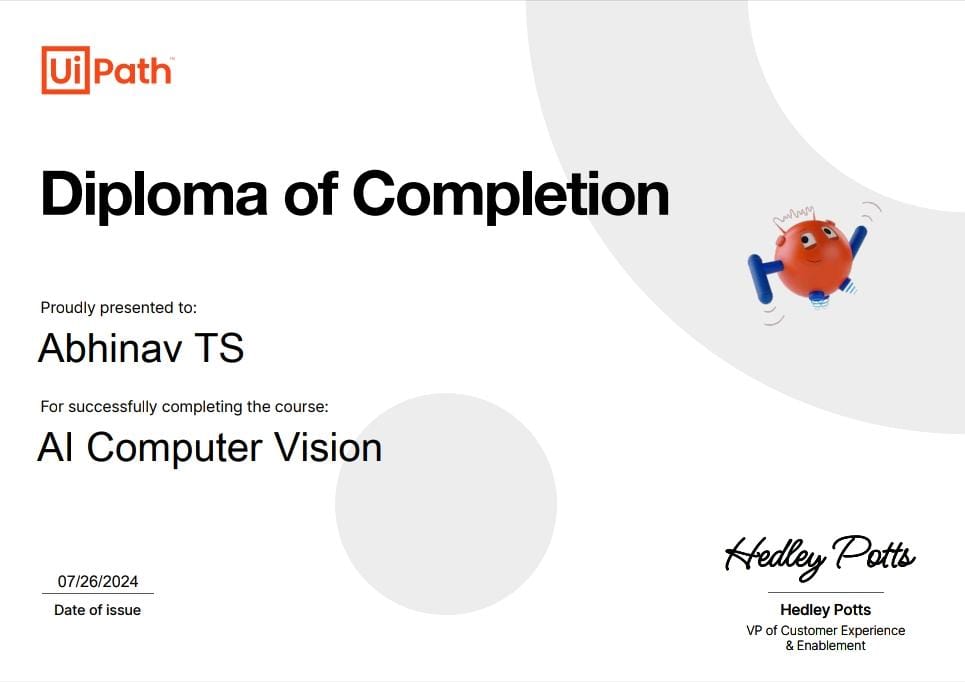 UiPath™
Diploma of Completion
Proudly presented to:
Abhinav TS
For successfully completing the course:
AI Computer Vision
07/26/2024
Date of issue
Hedley Potts
Hedley Potts
VP of Customer Experience
& Enablement